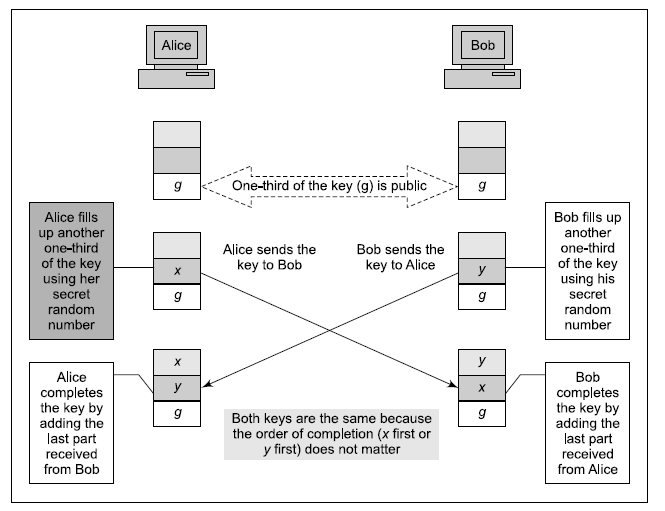 Alice
Bob
g
One-third of the key (g) is public
g
Alice fills
up another
one-third
of the key
using her
secret
random
number
x
g
Alice sends the
key to Bob
Bob sends the
key to Alice
y
g
Bob fills up
another
one-third
of the key
using his
secret
random
number
Alice
completes
the key by
adding the
last part
received
from Bob
x
y
g
Both keys are the same because
the order of completion (x first or
y first) does not matter
y
x
g
Bob
completes
the key by
adding the
last part
received
from Alice